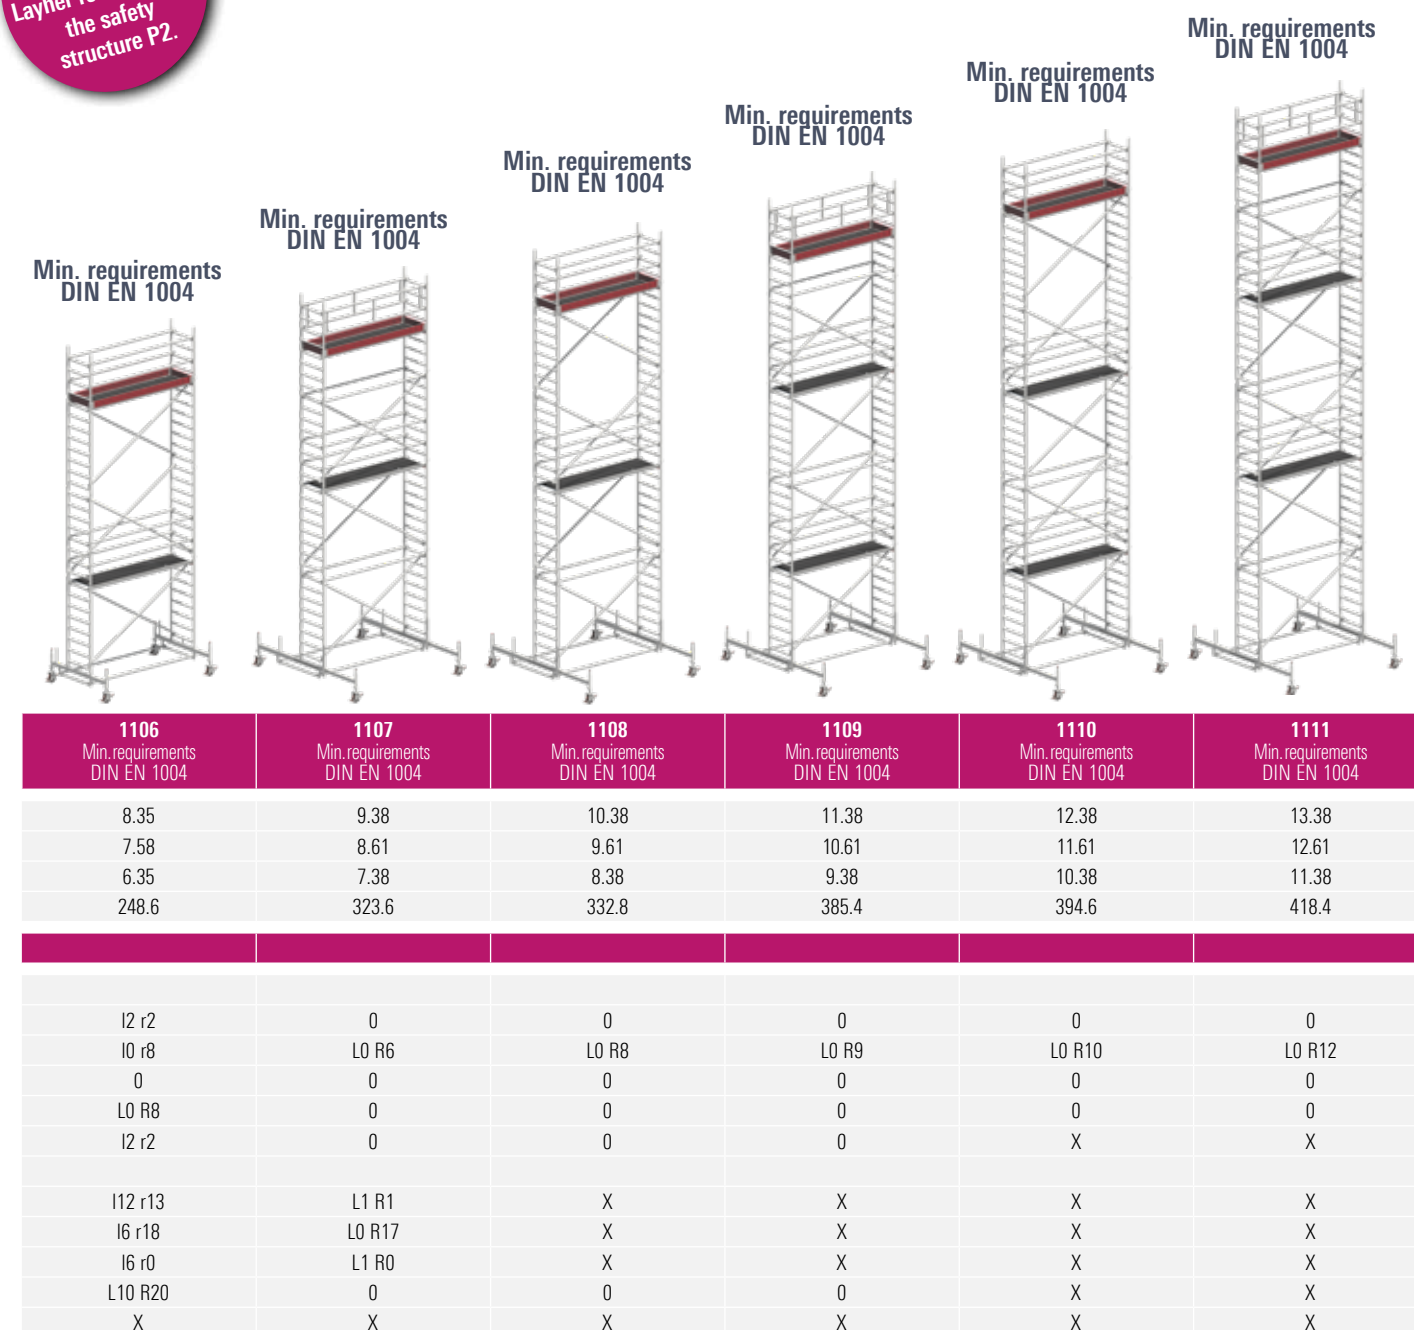 Layher
the safety
structure P2.
Min. requirements
DIN EN 1004
Min. requirements
DIN EN 1004
Min. requirements
DIN EN 1004
Min. requirements
DIN EN 1004
Min. requirements
DIN EN 1004
Min. requirements
DIN EN 1004
1106 1107 1108 1109 1110 1111
Min.requirements Min.requirements Min.requirements Min.requirements Min.requirements Min.requirements
DIN EN 1004 DIN EN 1004 DIN EN 1004 DIN EN 1004 DIN EN 1004 DIN EN 1004
8.35 9.38 10.38 11.38 12.38 13.38
7.58 8.61 9.61 10.61 11.61 12.61
6.35 7.38 8.38 9.38 10.38 11.38
248.6 323.6 332.8 385.4 394.6 418.4
l2 r2 0 0 0 0 0
l0 r8 L0 R6 L0 R8 L0 R9 L0 R10 L0 R12
0 0 0 0 0 0
L0 R8 0 0 0 0 0
l2 r2 0 0 0 X X
l12 r13 L1 R1 X X X X
l6 r18 L0 R17 X X X X
l6 r0 L1 R0 X X X X
L10 R20 0 0 0 X X
X X X X X X